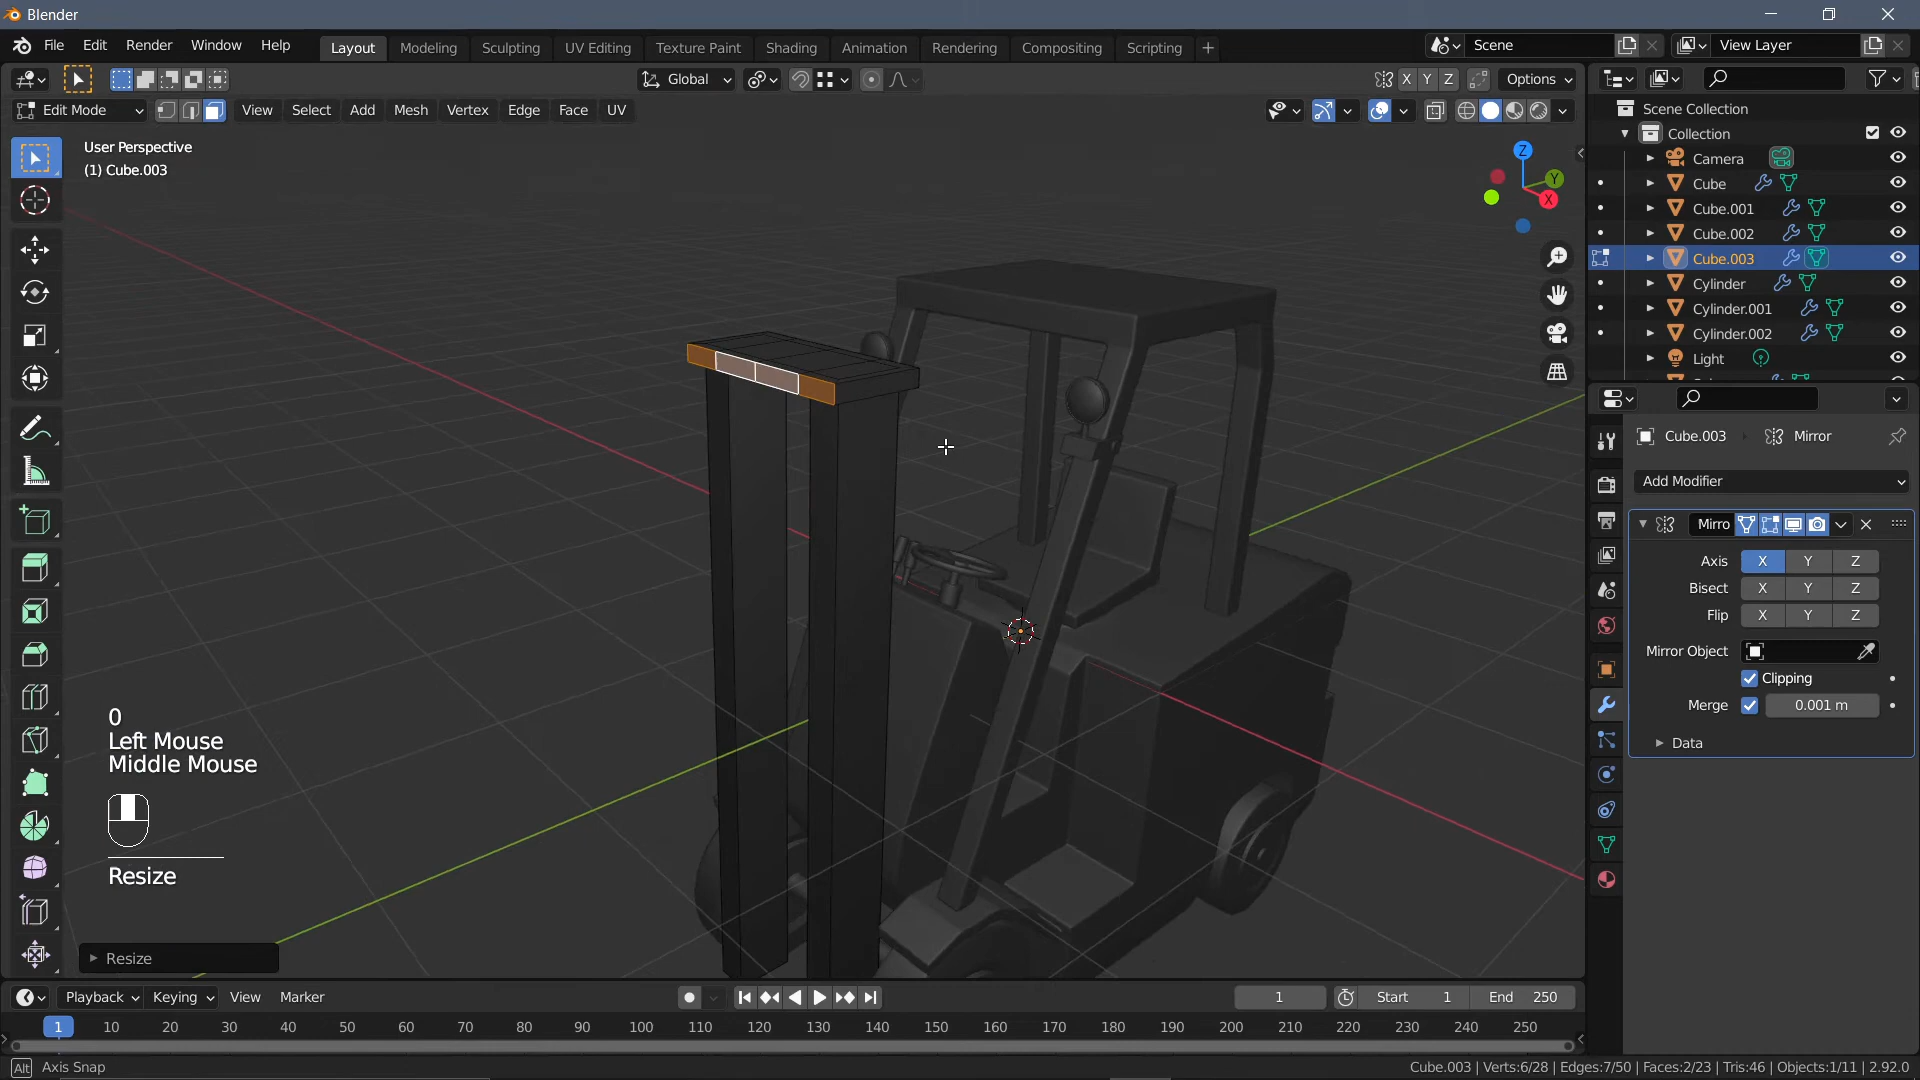 Blender
File Edit Render Window Help
Layout Modeling Sculpting UV Editing Texture Paint Shading Animation Rendering Compositing Scripting
Scene
View Layer
Global
X Y Z
Options
Edit Mode
View Select Add Mesh Vertex Edge Face UV
User Perspective
(1) Cube.003
Z
Y
X
Scene Collection
Collection
Camera
Cube
Cube.001
Cube.002
Cube.003
Cylinder
Cylinder.001
Cylinder.002
Light
Cube.003
Mirror
Add Modifier
Mirro
Axis X Y Z
Bisect X Y Z
Flip X Y Z
Mirror Object
Clipping
Merge 0.001 m
Data
0
Left Mouse
Middle Mouse
Resize
Resize
Playback Keying View Marker
1
Start 1
End 250
1 10 20 30 40 50 60 70 80 90 100 110 120 130 140 150 160 170 180 190 200 210 220 230 240 250
Alt Axis Snap
Cube.003 | Verts:6/28 | Edges:7/50 | Faces:2/23 | Tris:46 | Objects:1/11 | 2.92.0